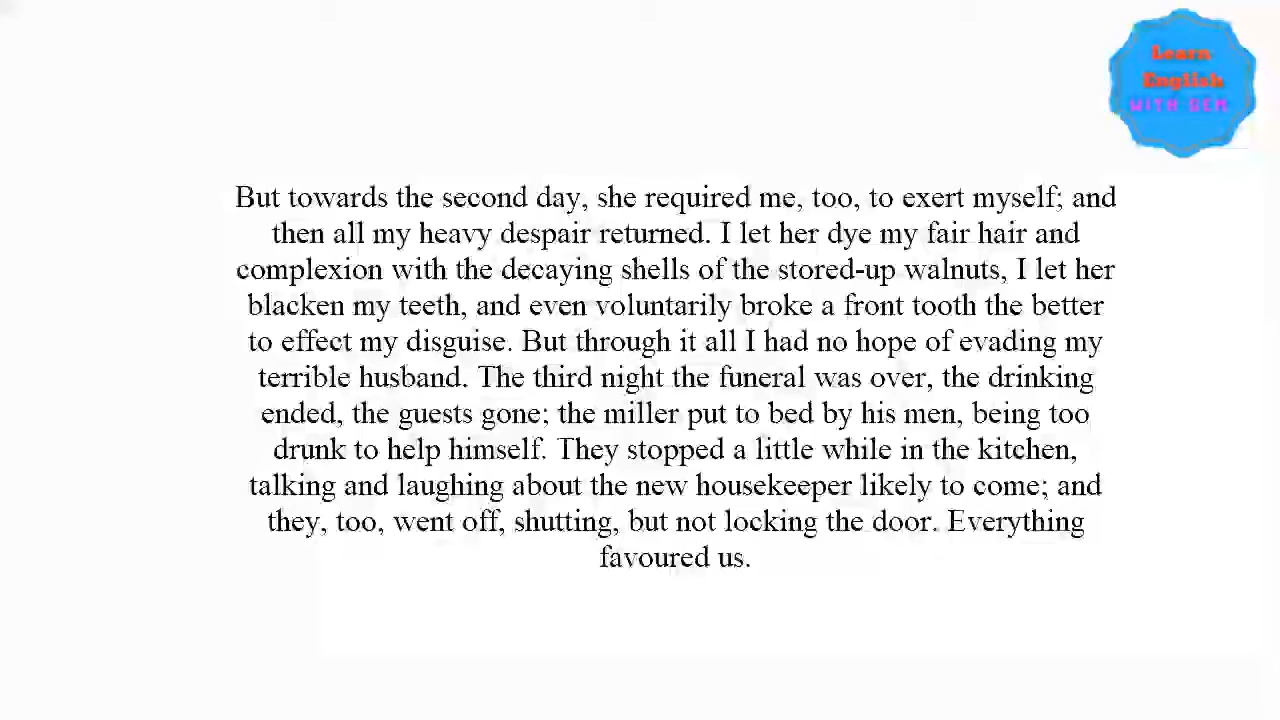 Learn
English
WITH GEM
But towards the second day, she required me, too, to exert myself; and
then all my heavy despair returned. I let her dye my fair hair and
complexion with the decaying shells of the stored-up walnuts, I let her
blacken my teeth, and even voluntarily broke a front tooth the better
to effect my disguise. But through it all I had no hope of evading my
terrible husband. The third night the funeral was over, the drinking
ended, the guests gone; the miller put to bed by his men, being too
drunk to help himself. They stopped a little while in the kitchen,
talking and laughing about the new housekeeper likely to come; and
they, too, went off, shutting, but not locking the door. Everything
favoured us.